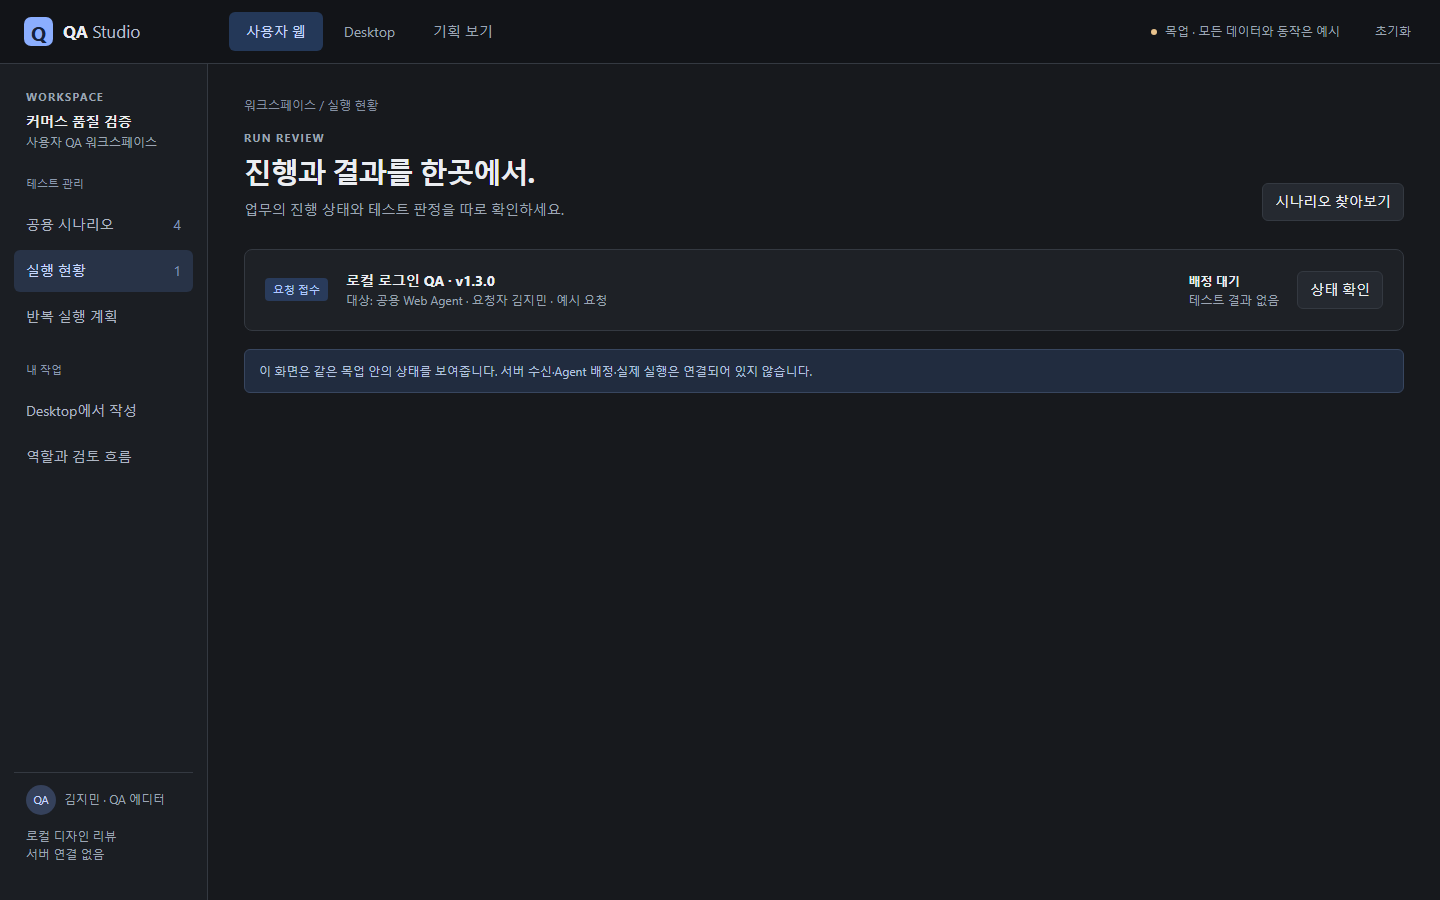 Q QA Studio
사용자 웹
Desktop
기획 보기
목업 · 모든 데이터와 동작은 예시
초기화
WORKSPACE
커머스 품질 검증
사용자 QA 워크스페이스
테스트 관리
공용 시나리오 4
실행 현황 1
반복 실행 계획
내 작업
Desktop에서 작성
역할과 검토 흐름
QA 김지민 · QA 에디터
로컬 디자인 리뷰
서버 연결 없음
워크스페이스 / 실행 현황
RUN REVIEW
진행과 결과를 한곳에서.
업무의 진행 상태와 테스트 판정을 따로 확인하세요.
시나리오 찾아보기
요청 접수
로컬 로그인 QA · v1.3.0
대상: 공용 Web Agent · 요청자 김지민 · 예시 요청
배정 대기
테스트 결과 없음
상태 확인
이 화면은 같은 목업 안의 상태를 보여줍니다. 서버 수신·Agent 배정·실제 실행은 연결되어 있지 않습니다.